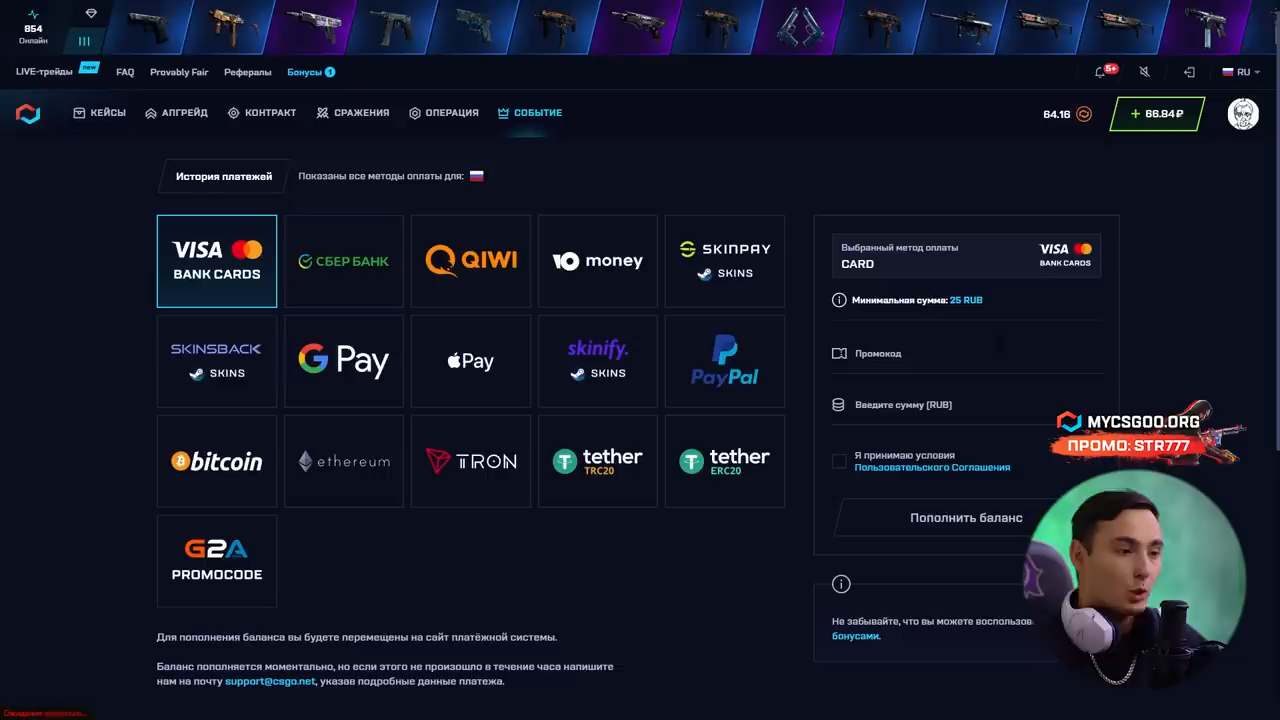 854
Онлайн
LIVE-трейды
new
FAQ
Provably Fair
Рефералы
Бонусы 1
5+
RU
КЕЙСЫ
АПГРЕЙД
КОНТРАКТ
СРАЖЕНИЯ
ОПЕРАЦИЯ
СОБЫТИЕ
64.16
+ 66.94₽
История платежей
Показаны все методы оплаты для:
VISA
BANK CARDS
СБЕР БАНК
QIWI
Ю money
SKINPAY
SKINS
SKINSBACK
SKINS
G Pay
Pay
skinify.
SKINS
PayPal
bitcoin
ethereum
TRON
tether
TRC20
tether
ERC20
G2A
PROMOCODE
Выбранный метод оплаты
CARD
VISA
BANK CARDS
Минимальная сумма: 25 RUB
Промокод
Введите сумму (RUB)
Я принимаю условия
Пользовательского Соглашения
Пополнить баланс
MYCSGOO.ORG
ПРОМО: STR777
Не забывайте, что вы можете воспользов
бонусами.
Для пополнения баланса вы будете перемещены на сайт платёжной системы.
Баланс пополняется моментально, но если этого не произошло в течение часа напишите
нам на почту support@csgo.net, указав подробные данные платежа.